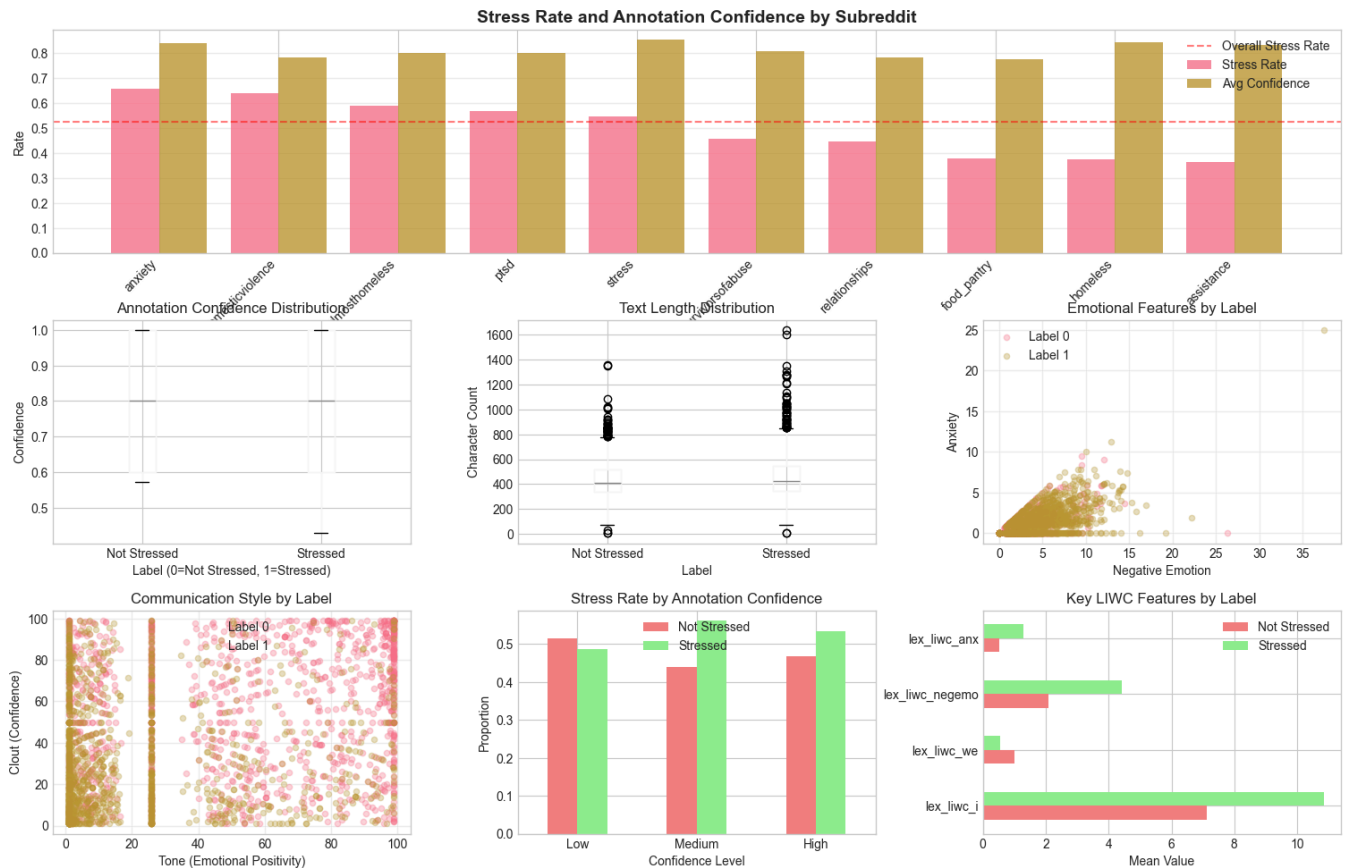 Stress Rate and Annotation Confidence by Subreddit
Overall Stress Rate
Stress Rate
Avg Confidence
Rate
0.8
0.7
0.6
0.5
0.4
0.3
0.2
0.1
0.0
anxiety
ptsd
stress
relationships
food_pantry
homeless
assistance
Annotation Confidence Distribution
Confidence
1.0
0.9
0.8
0.7
0.6
0.5
Not Stressed
Stressed
Label (0=Not Stressed, 1=Stressed)
Text Length Distribution
Character Count
1600
1400
1200
1000
800
600
400
200
0
Not Stressed
Stressed
Label
Emotional Features by Label
Label 0
Label 1
Anxiety
25
20
15
10
5
0
0 5 10 15 20 25 30 35
Negative Emotion
Communication Style by Label
Label 0
Label 1
Clout (Confidence)
100
80
60
40
20
0
0 20 40 60 80 100
Tone (Emotional Positivity)
Stress Rate by Annotation Confidence
Not Stressed
Stressed
Proportion
0.5
0.4
0.3
0.2
0.1
0.0
Low Medium High
Confidence Level
Key LIWC Features by Label
Not Stressed
Stressed
lex_liwc_anx
lex_liwc_negemo
lex_liwc_we
lex_liwc_i
0 2 4 6 8 10
Mean Value